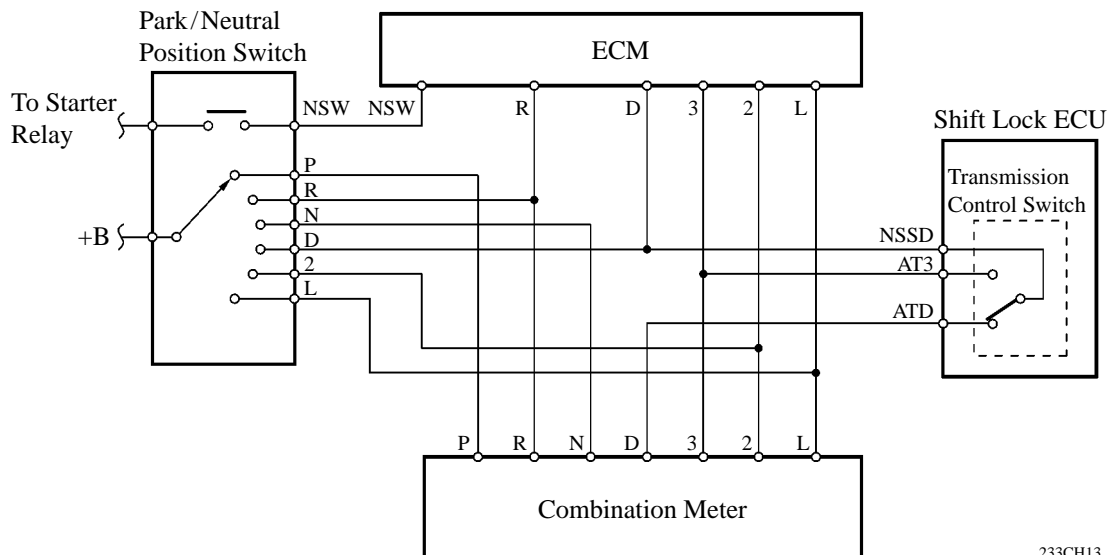 Park/Neutral
Position Switch
ECM
To Starter
Relay
NSW NSW
R D 3 2 L
Shift Lock ECU
Transmission
Control Switch
P
R
N
+B
D
2
L
NSSD
AT3
ATD
P R N D 3 2 L
Combination Meter
233CH13